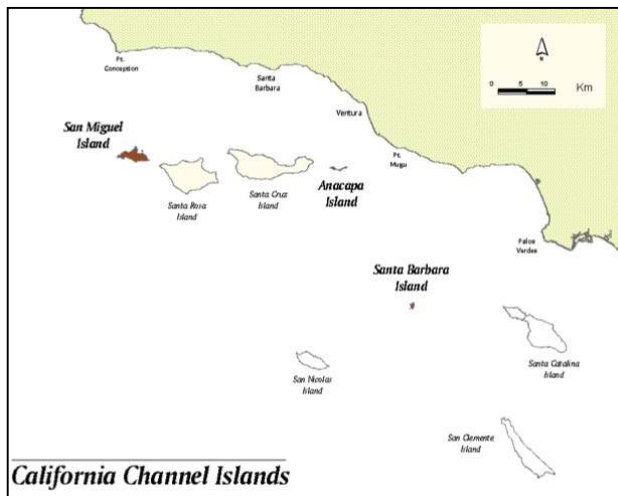 Pt.
Conception
Santa
Barbara
Ventura
Pt.
Mugu
0 5 10 Km
San Miguel
Island
Santa Rosa
Island
Santa Cruz
Island
Anacapa
Island
Palos
Verdes
Santa Barbara
Island
Santa Catalina
Island
San Nicolas
Island
San Clemente
Island
California Channel Islands